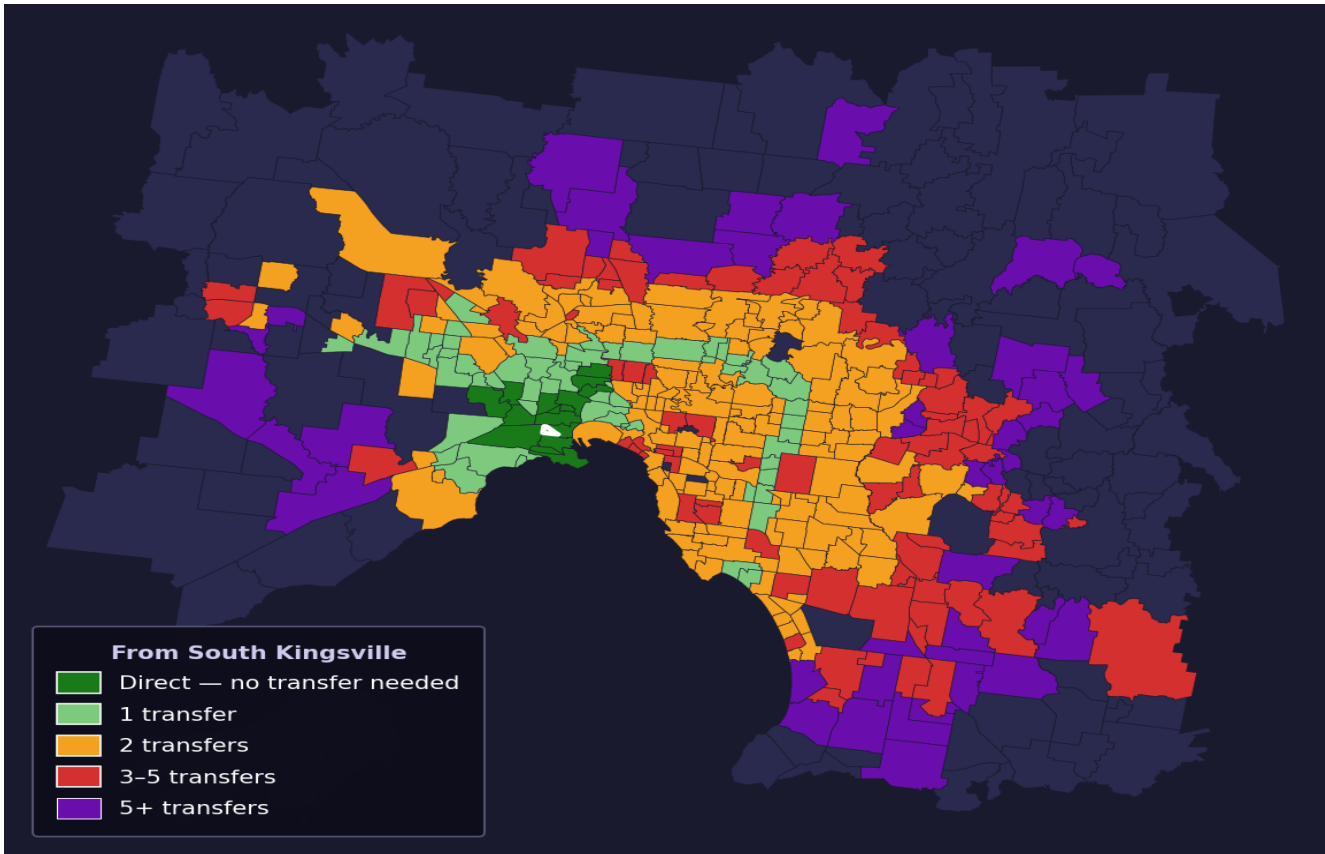 From South Kingsville
Direct — no transfer needed
1 transfer
2 transfers
3–5 transfers
5+ transfers